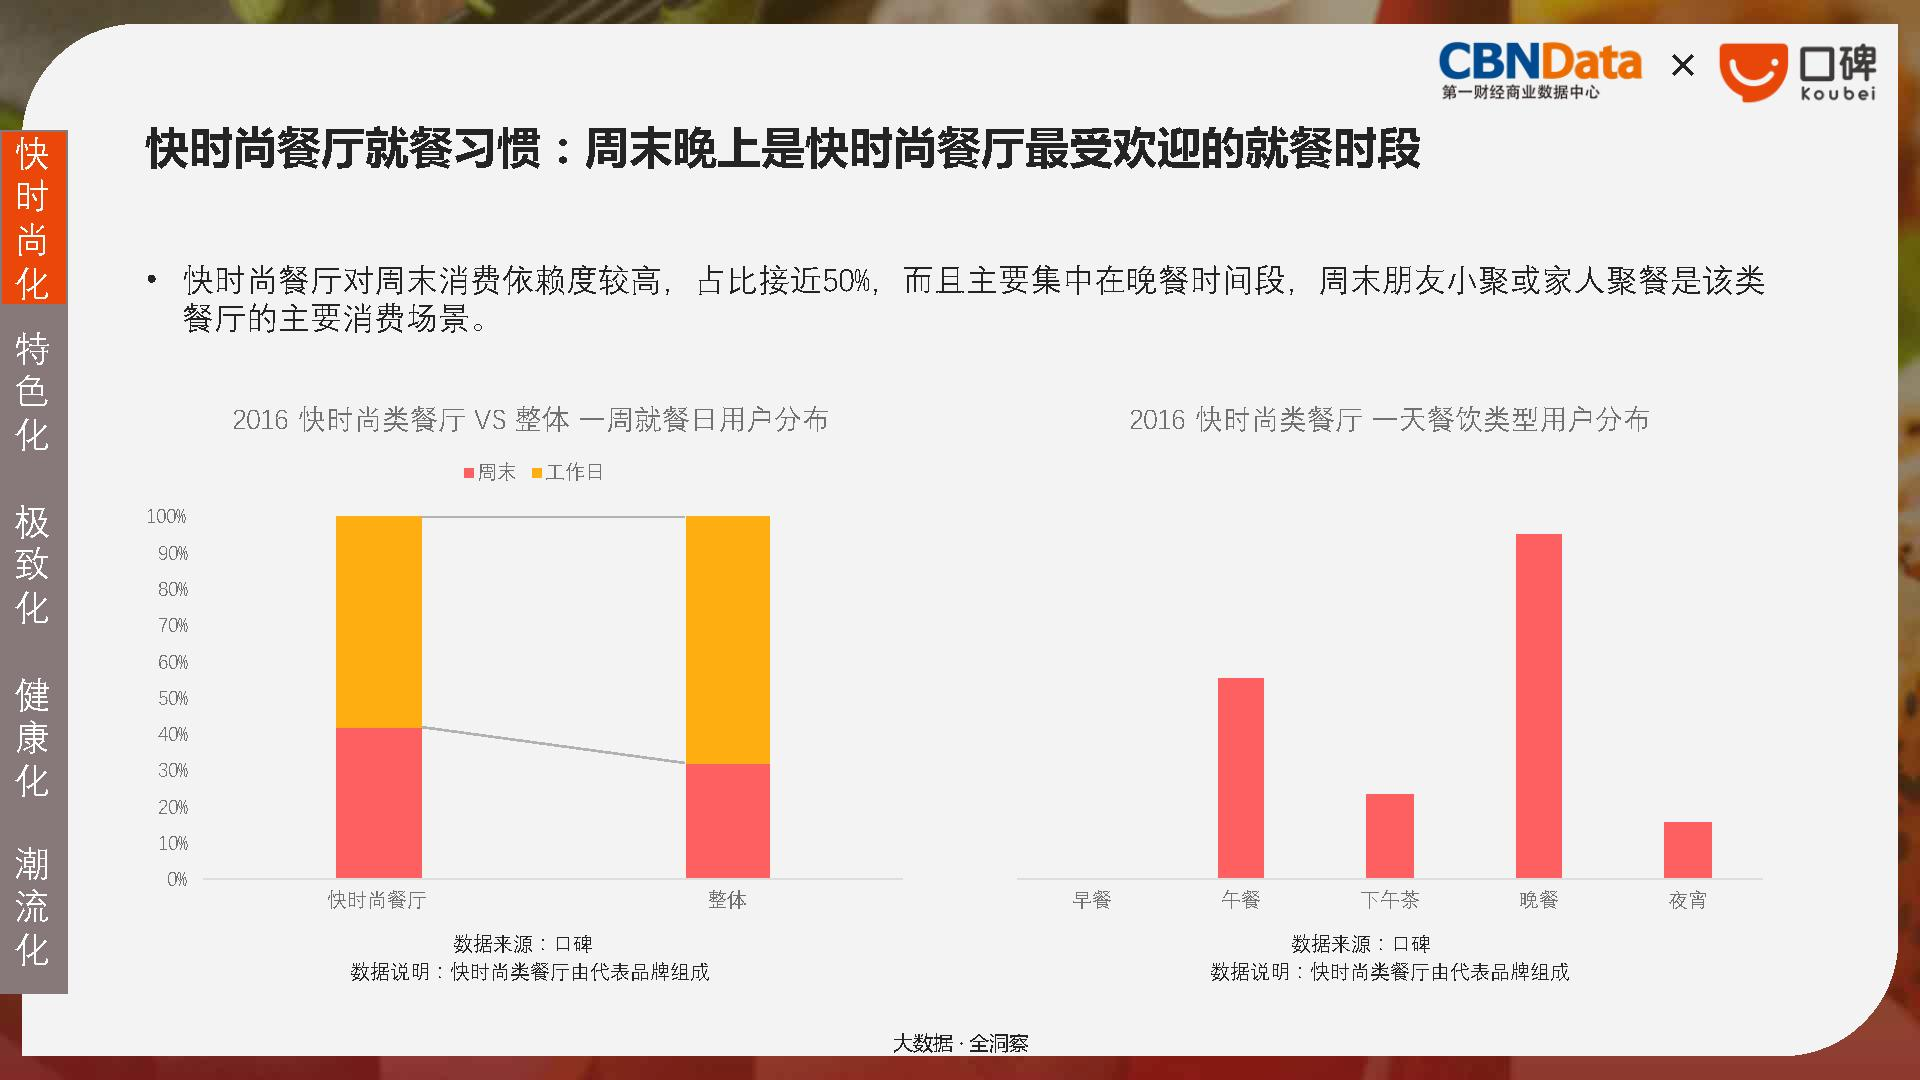 CBNData
第一财经商业数据中心
×
口碑
Koubei
快时尚餐厅就餐习惯：周末晚上是快时尚餐厅最受欢迎的就餐时段
快时尚化
特色化
极致化
健康化
潮流化
• 快时尚餐厅对周末消费依赖度较高，占比接近50%，而且主要集中在晚餐时间段，周末朋友小聚或家人聚餐是该类
餐厅的主要消费场景。
2016 快时尚类餐厅 VS 整体 一周就餐日用户分布
周末 工作日
100%
90%
80%
70%
60%
50%
40%
30%
20%
10%
0%
快时尚餐厅 整体
数据来源：口碑
数据说明：快时尚类餐厅由代表品牌组成
2016 快时尚类餐厅 一天餐饮类型用户分布
早餐 午餐 下午茶 晚餐 夜宵
数据来源：口碑
数据说明：快时尚类餐厅由代表品牌组成
大数据·全洞察